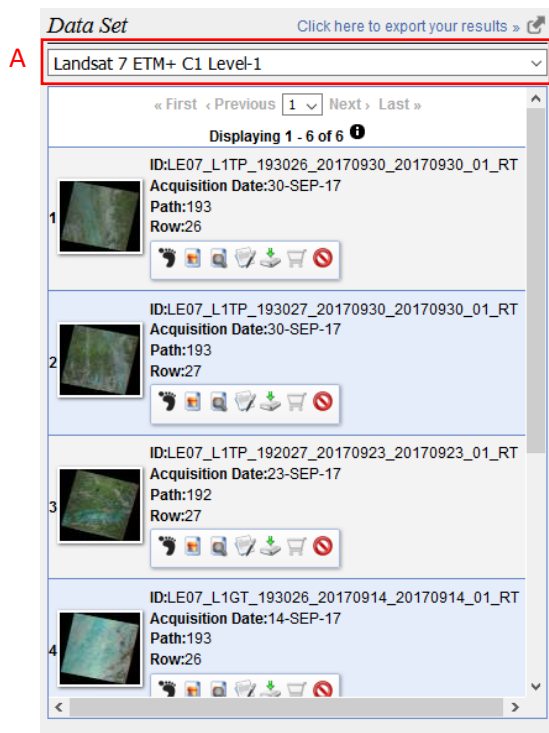 Data Set Click here to export your results »
A
Landsat 7 ETM+ C1 Level-1
« First ‹ Previous 1 Next › Last »
Displaying 1 - 6 of 6
ID:LE07_L1TP_193026_20170930_20170930_01_RT
Acquisition Date:30-SEP-17
Path:193
1
Row:26
ID:LE07_L1TP_193027_20170930_20170930_01_RT
Acquisition Date:30-SEP-17
Path:193
2
Row:27
ID:LE07_L1TP_192027_20170923_20170923_01_RT
Acquisition Date:23-SEP-17
Path:192
3
Row:27
ID:LE07_L1GT_193026_20170914_20170914_01_RT
Acquisition Date:14-SEP-17
Path:193
4
Row:26